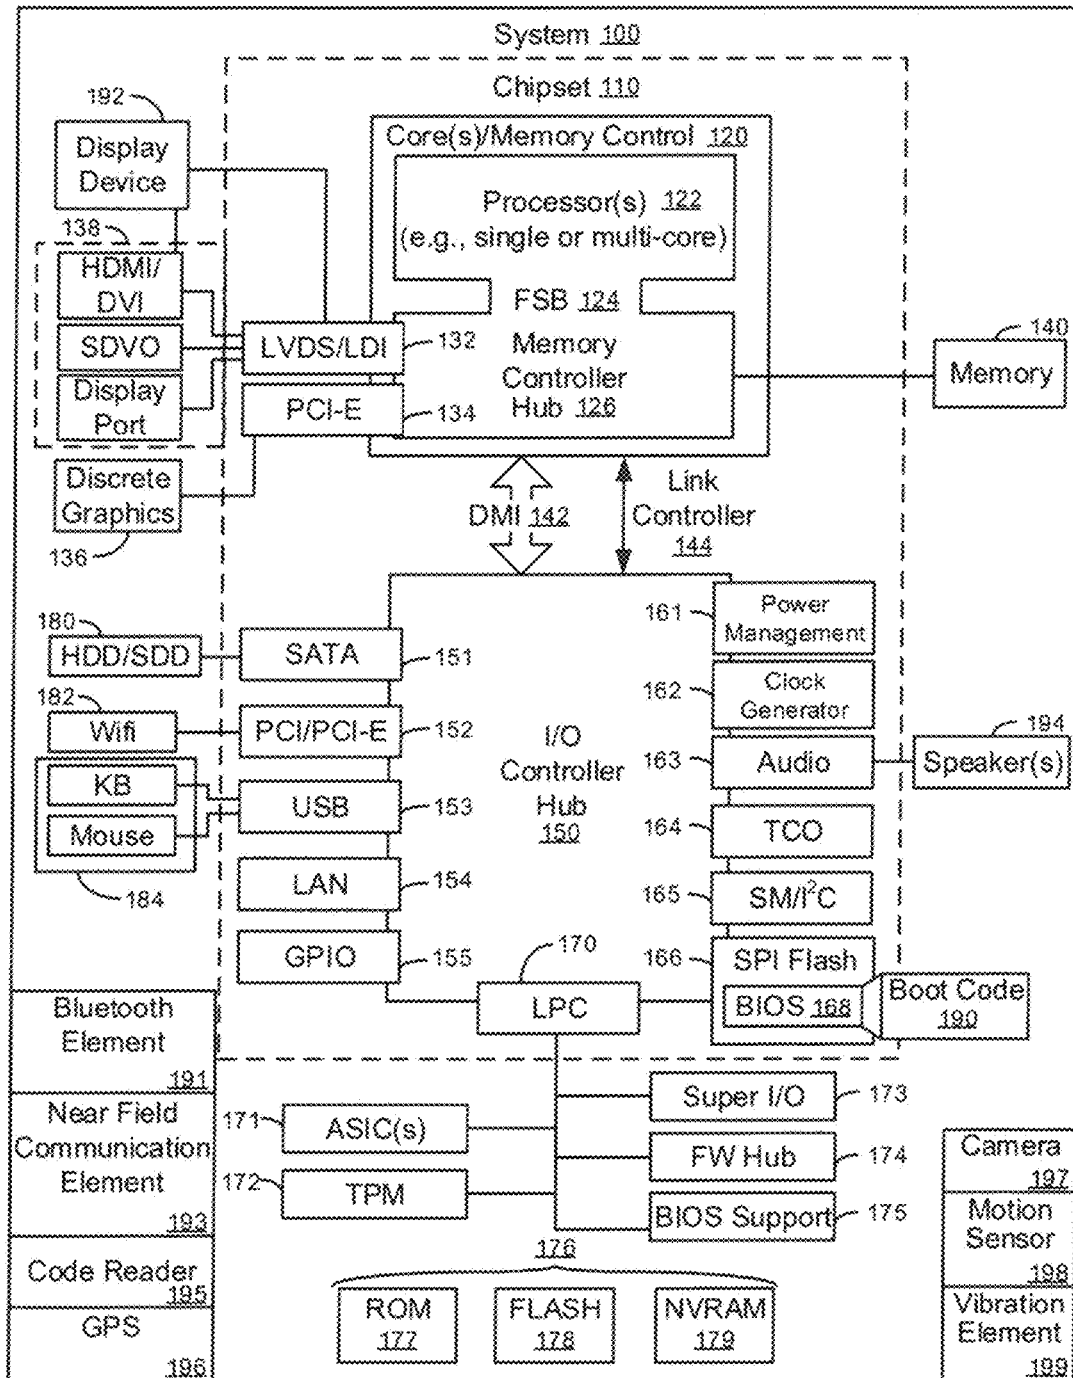 System 100
Chipset 110
192
Display
Device
Core(s)/Memory Control 120
Processor(s) 122
(e.g., single or multi-core)
138
HDMI/
DVI
SDVO
Display
Port
FSB 124
LVDS/LDI
132
PCI-E
134
Memory
Controller
Hub 126
140
Memory
Discrete
Graphics
136
DMI 142
Link
Controller
144
180
HDD/SDD
SATA
151
182
Wifi
PCI/PCI-E
152
KB
Mouse
184
USB
153
LAN
154
GPIO
155
I/O
Controller
Hub
150
161
Power
Management
162
Clock
Generator
163
Audio
194
Speaker(s)
164
TCO
165
SM/I²C
166
SPI Flash
BIOS 168
Boot Code
190
170
LPC
Bluetooth
Element
191
Near Field
Communication
Element
193
Code Reader
195
GPS
196
171
ASIC(s)
172
TPM
Super I/O
173
FW Hub
174
BIOS Support
175
176
ROM
177
FLASH
178
NVRAM
179
Camera
197
Motion
Sensor
198
Vibration
Element
199